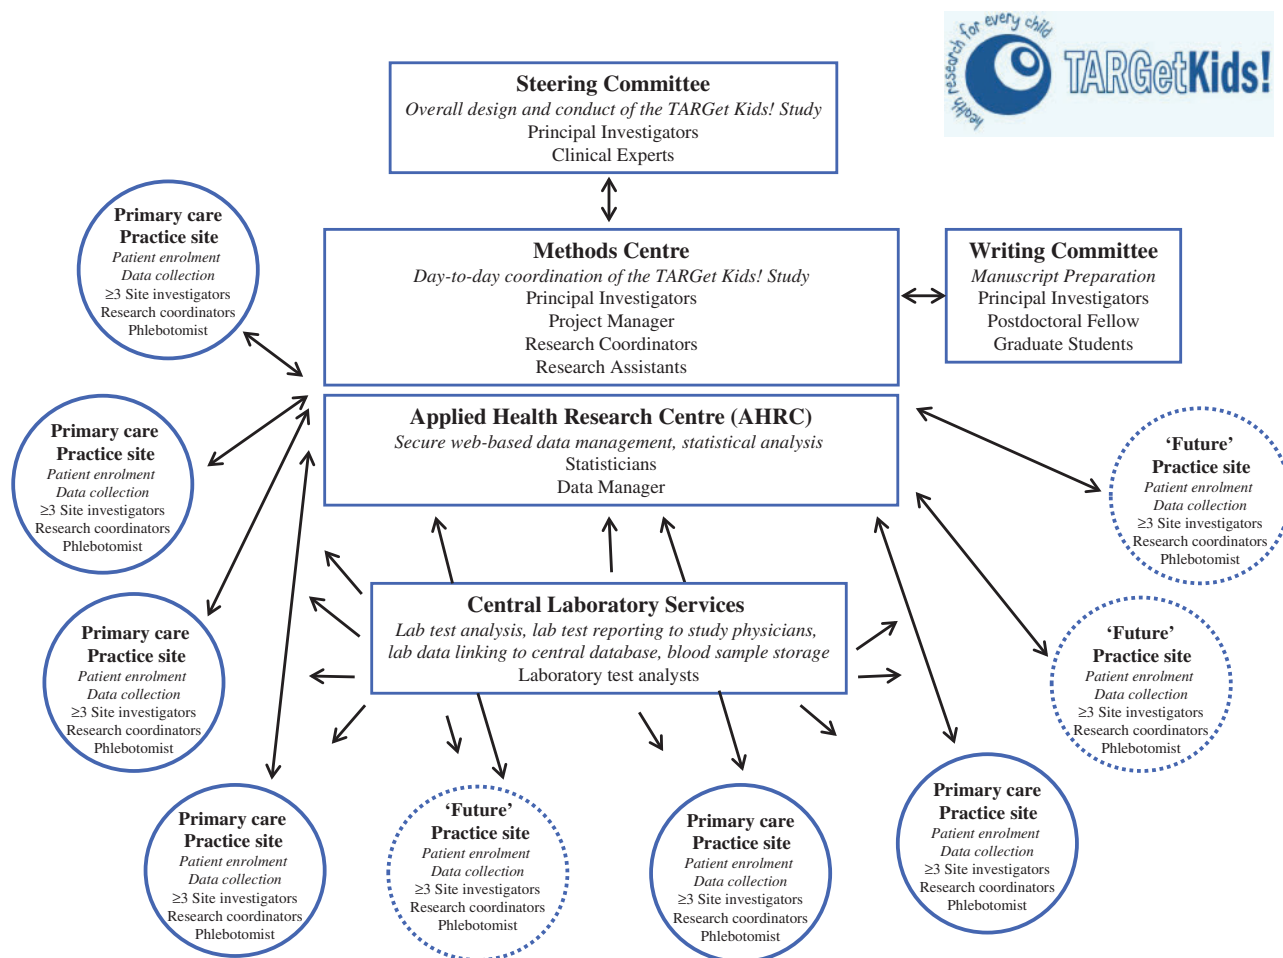 health research for every child
TARGetKids!
Steering Committee
Overall design and conduct of the TARGet Kids! Study
Principal Investigators
Clinical Experts
Primary care
Practice site
Patient enrolment
Data collection
≥3 Site investigators
Research coordinators
Phlebotomist
Methods Centre
Day-to-day coordination of the TARGet Kids! Study
Principal Investigators
Project Manager
Research Coordinators
Research Assistants
Writing Committee
Manuscript Preparation
Principal Investigators
Postdoctoral Fellow
Graduate Students
Applied Health Research Centre (AHRC)
Secure web-based data management, statistical analysis
Statisticians
Data Manager
Primary care
Practice site
Patient enrolment
Data collection
≥3 Site investigators
Research coordinators
Phlebotomist
‘Future’
Practice site
Patient enrolment
Data collection
≥3 Site investigators
Research coordinators
Phlebotomist
Central Laboratory Services
Lab test analysis, lab test reporting to study physicians,
lab data linking to central database, blood sample storage
Laboratory test analysts
Primary care
Practice site
Patient enrolment
Data collection
≥3 Site investigators
Research coordinators
Phlebotomist
‘Future’
Practice site
Patient enrolment
Data collection
≥3 Site investigators
Research coordinators
Phlebotomist
Primary care
Practice site
Patient enrolment
Data collection
≥3 Site investigators
Research coordinators
Phlebotomist
‘Future’
Practice site
Patient enrolment
Data collection
≥3 Site investigators
Research coordinators
Phlebotomist
Primary care
Practice site
Patient enrolment
Data collection
≥3 Site investigators
Research coordinators
Phlebotomist
Primary care
Practice site
Patient enrolment
Data collection
≥3 Site investigators
Research coordinators
Phlebotomist